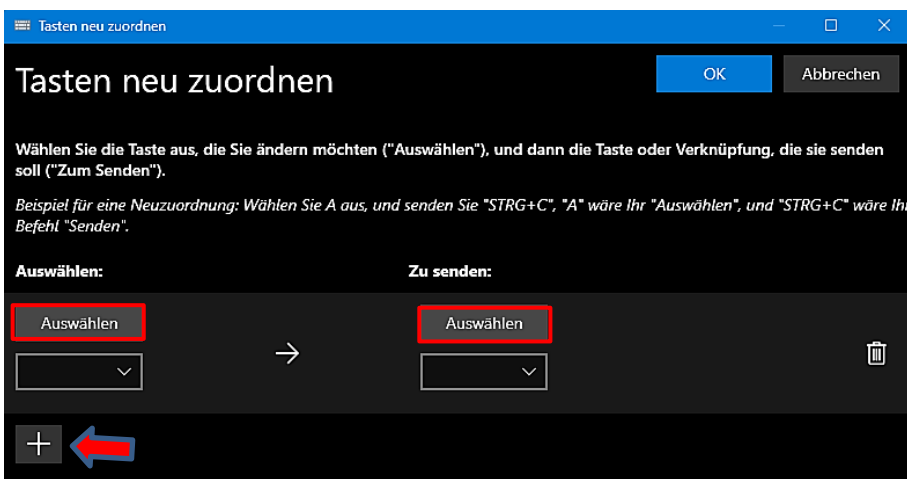 Tasten neu zuordnen
Tasten neu zuordnen
OK
Abbrechen
Wählen Sie die Taste aus, die Sie ändern möchten ("Auswählen"), und dann die Taste oder Verknüpfung, die sie senden
soll ("Zum Senden").
Beispiel für eine Neuzuordnung: Wählen Sie A aus, und senden Sie "STRG+C", "A" wäre Ihr "Auswählen", und "STRG+C" wäre Ih
Befehl "Senden".
Auswählen:
Zu senden:
Auswählen
Auswählen